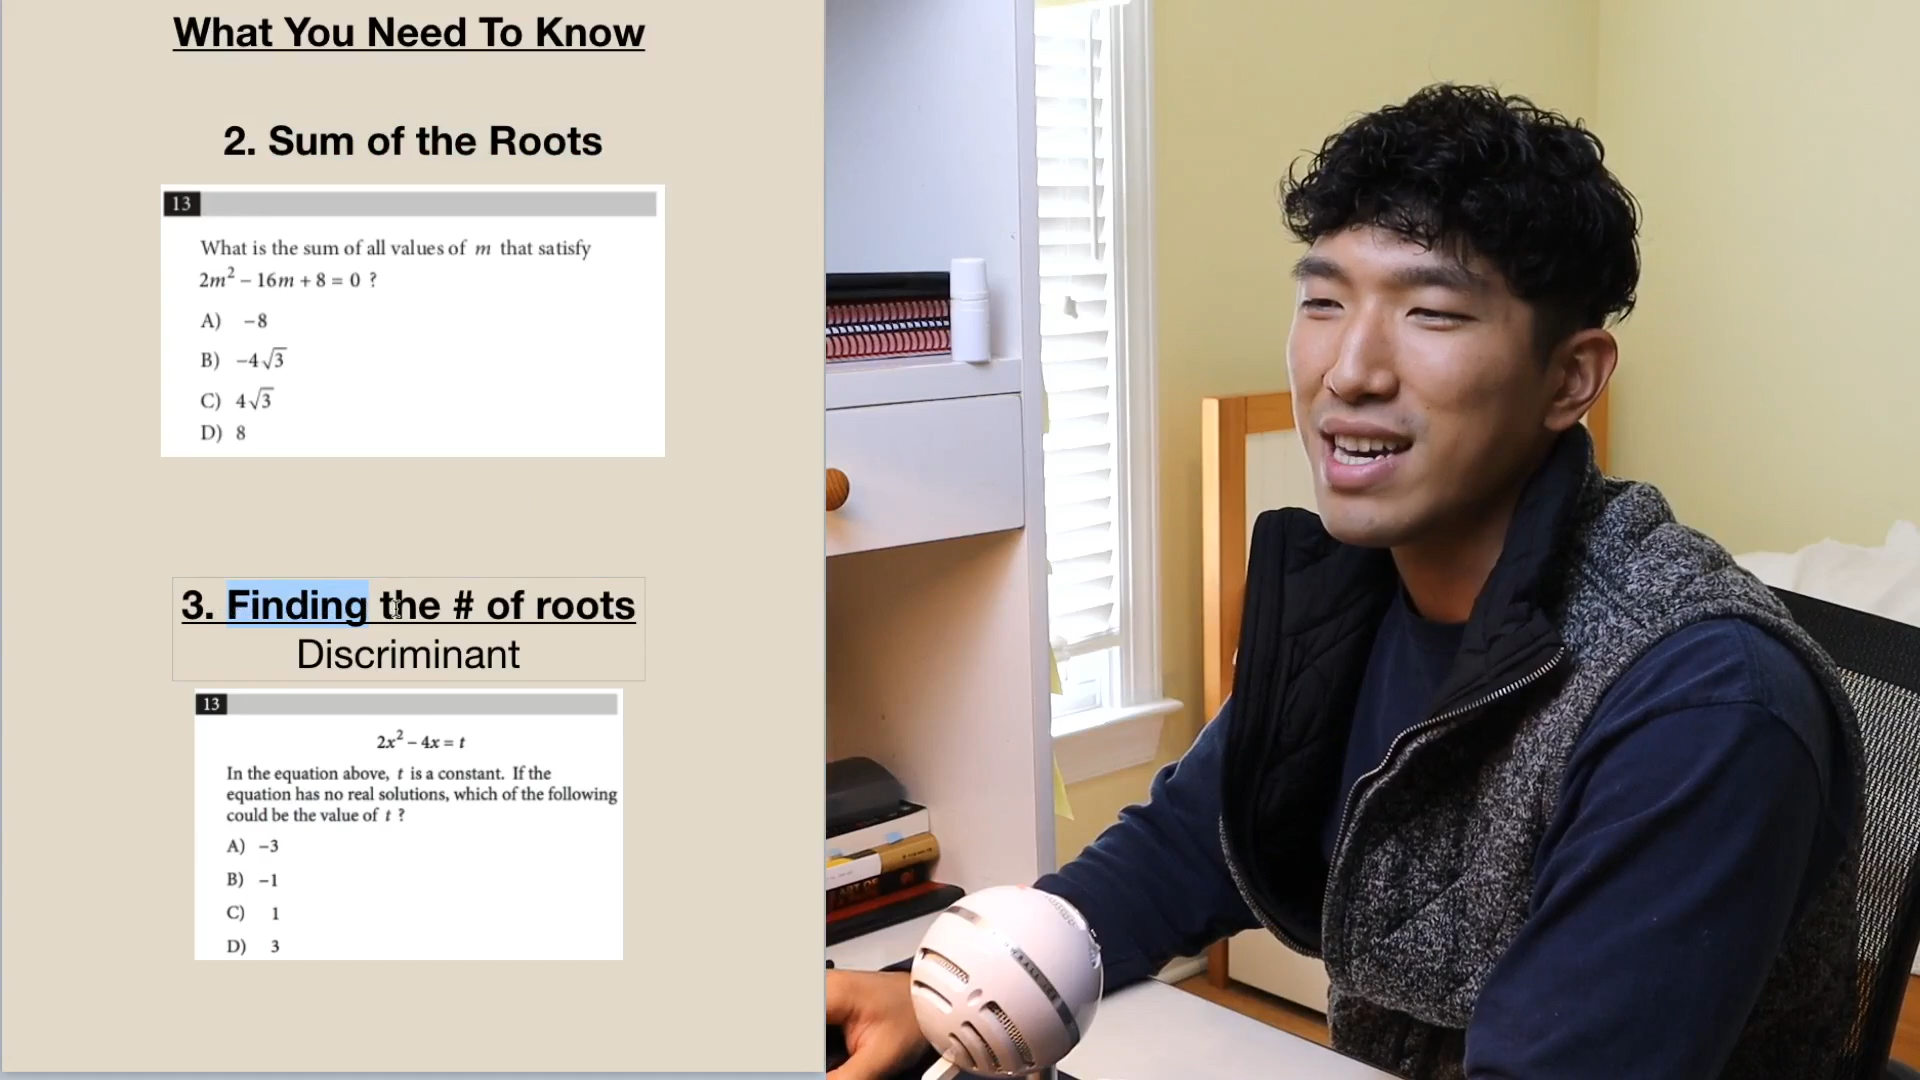 What You Need To Know
2. Sum of the Roots
13
What is the sum of all values of m that satisfy
2m² – 16m + 8 = 0 ?
A) –8
B) –4√3
C) 4√3
D) 8
3. Finding the # of roots
Discriminant
13
2x² – 4x = t
In the equation above, t is a constant. If the
equation has no real solutions, which of the following
could be the value of t ?
A) –3
B) –1
C) 1
D) 3